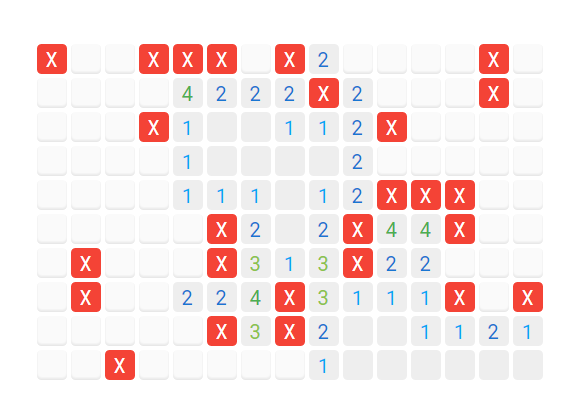 X X X X X 2 X
4 2 2 2 X 2 X
X 1 1 1 2 X
1 2
1 1 1 1 2 X X X
X 2 2 X 4 4 X
X X 3 1 3 X 2 2
X 2 2 4 X 3 1 1 1 X X
X 3 X 2 1 1 2 1
X 1